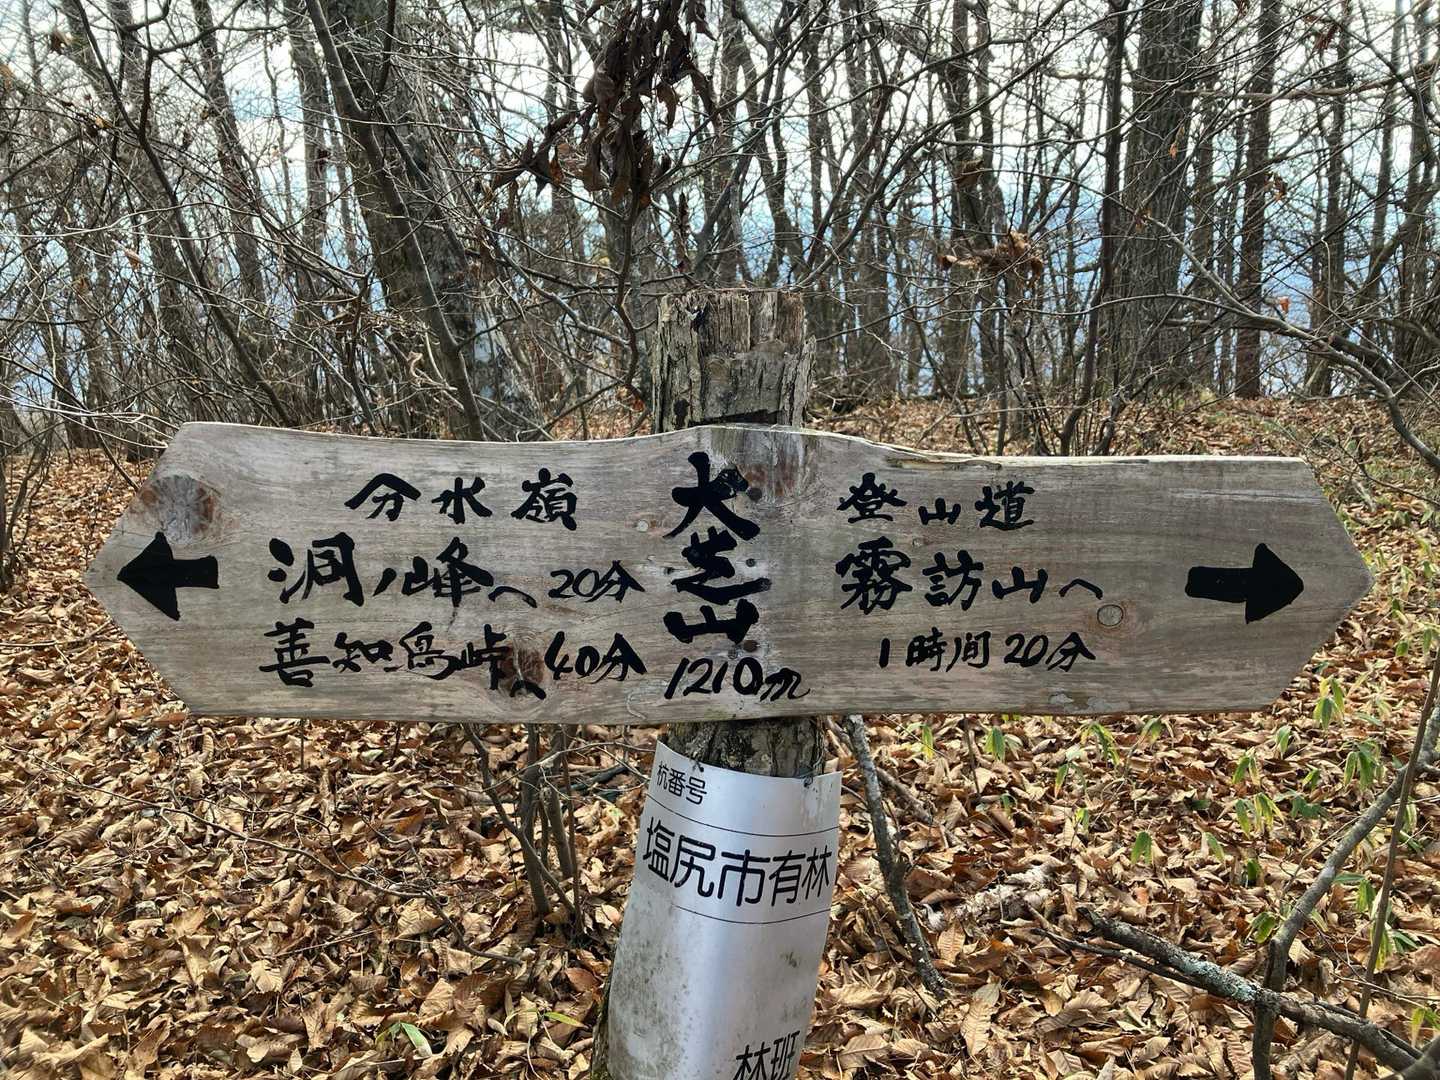 分水嶺
洞ノ峰へ20分
善知鳥峠へ40分
犬芝山
1210m
登山道
霧訪山へ
1時間20分
杭番号
塩尻市有林
林班